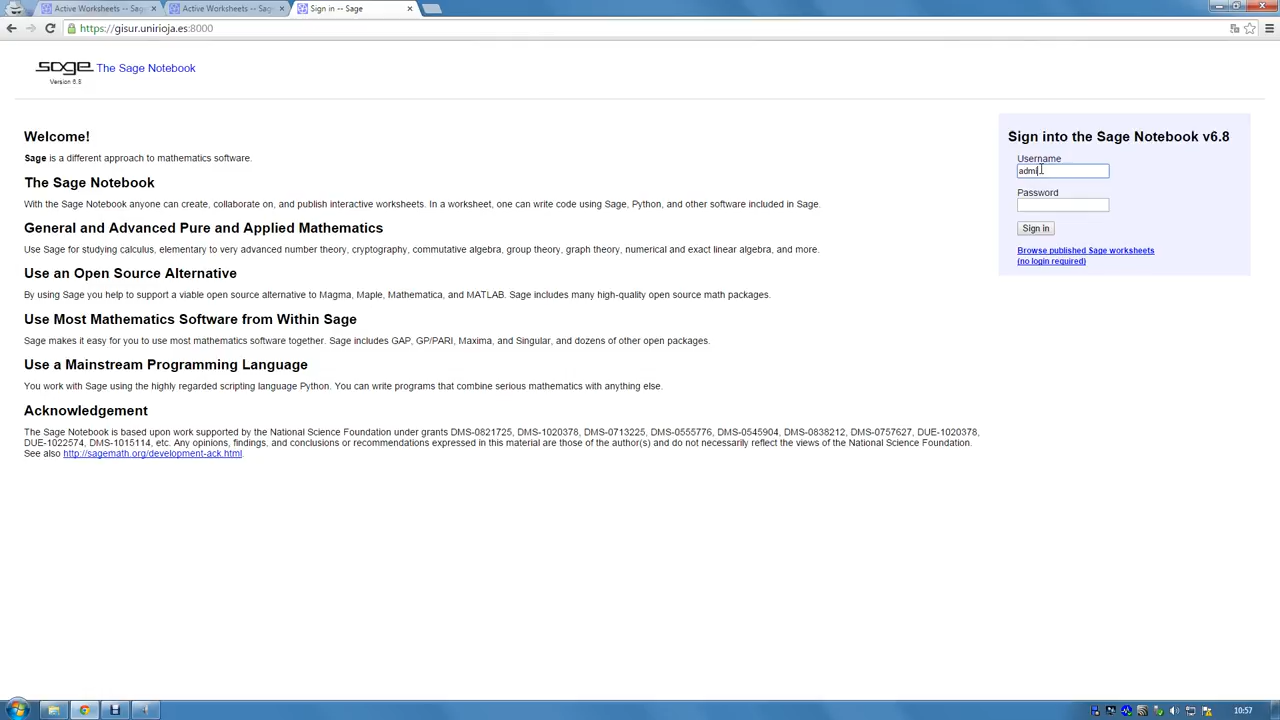 Active Worksheets -- Sage
Active Worksheets -- Sage
Sign in -- Sage
https://gisur.unirioja.es:8000
sage The Sage Notebook
Version 6.8
Welcome!
Sage is a different approach to mathematics software.
The Sage Notebook
With the Sage Notebook anyone can create, collaborate on, and publish interactive worksheets. In a worksheet, one can write code using Sage, Python, and other software included in Sage.
General and Advanced Pure and Applied Mathematics
Use Sage for studying calculus, elementary to very advanced number theory, cryptography, commutative algebra, group theory, graph theory, numerical and exact linear algebra, and more.
Use an Open Source Alternative
By using Sage you help to support a viable open source alternative to Magma, Maple, Mathematica, and MATLAB. Sage includes many high-quality open source math packages.
Use Most Mathematics Software from Within Sage
Sage makes it easy for you to use most mathematics software together. Sage includes GAP, GP/PARI, Maxima, and Singular, and dozens of other open packages.
Use a Mainstream Programming Language
You work with Sage using the highly regarded scripting language Python. You can write programs that combine serious mathematics with anything else.
Acknowledgement
The Sage Notebook is based upon work supported by the National Science Foundation under grants DMS-0821725, DMS-1020378, DMS-0713225, DMS-0555776, DMS-0545904, DMS-0838212, DMS-0757627, DUE-1020378,
DUE-1022574, DMS-1015114, etc. Any opinions, findings, and conclusions or recommendations expressed in this material are those of the author(s) and do not necessarily reflect the views of the National Science Foundation.
See also http://sagemath.org/development-ack.html.
Sign into the Sage Notebook v6.8
Username
admi
Password
Sign in
Browse published Sage worksheets
(no login required)
10:57